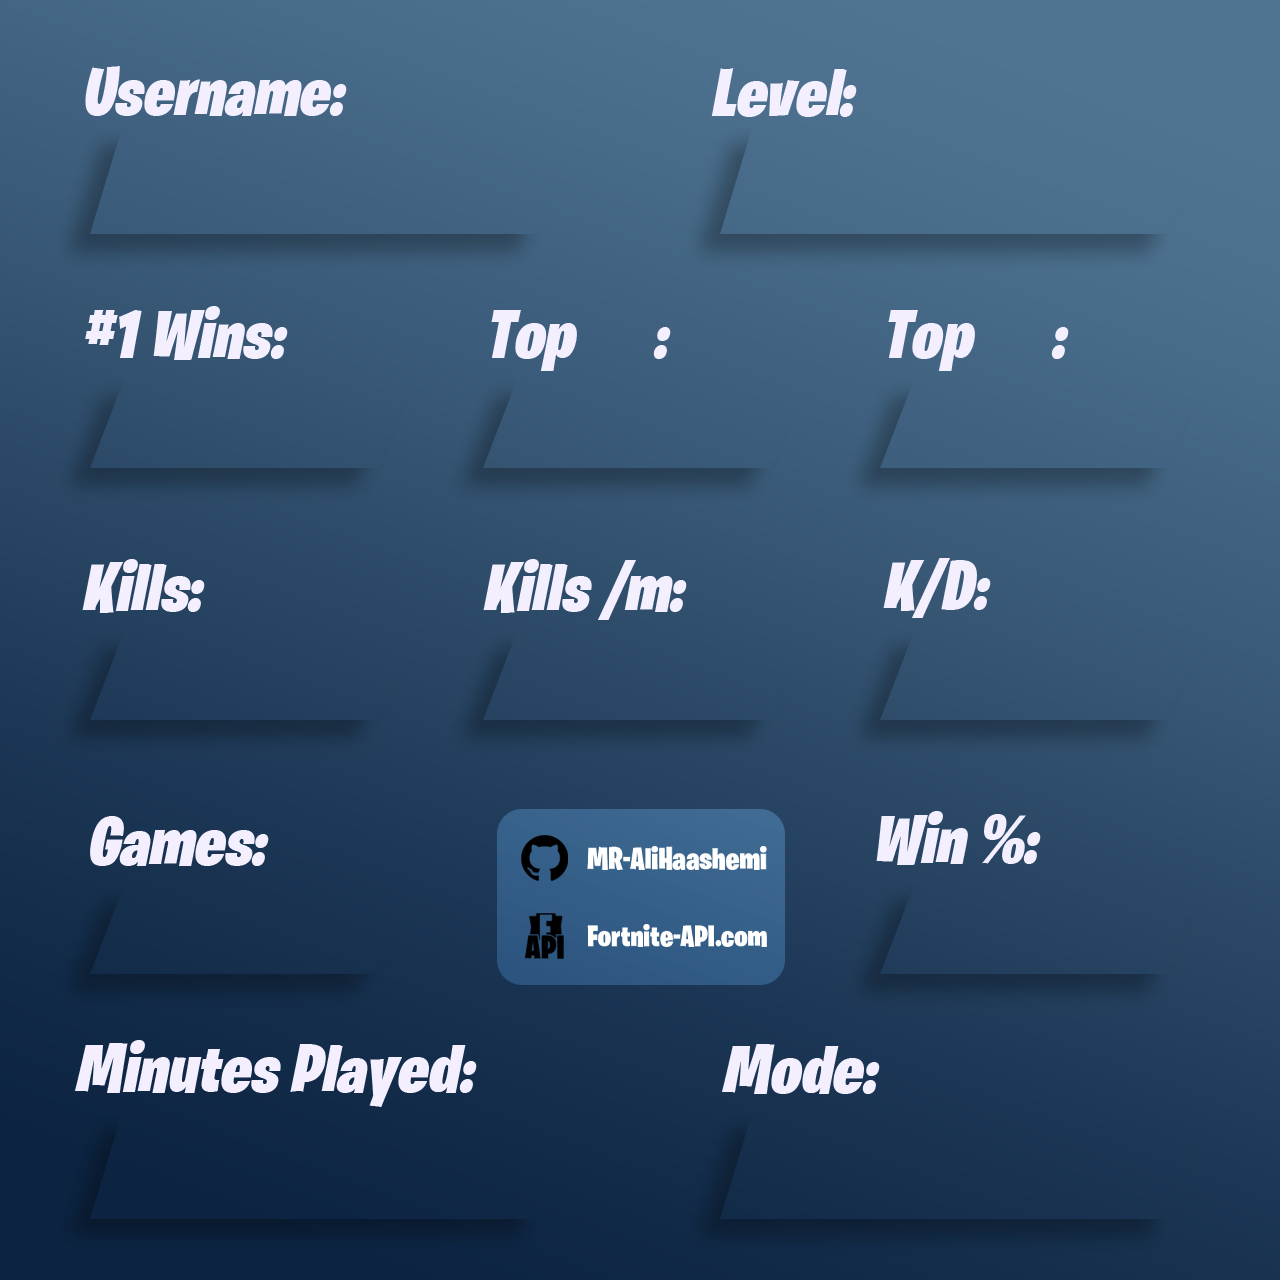 Username: Level:
#1 Wins: Top : Top :
Kills: Kills /m: K/D:
Games: Win %:
MR-AliHaashemi
F API Fortnite-API.com
Minutes Played: Mode: